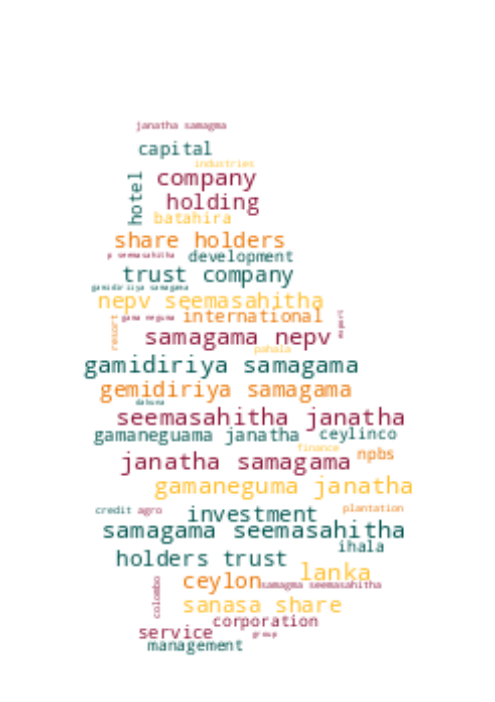 janatha samagma
capital
industries
hotel
company
holding
batahira
share holders
p seemasahitha
development
trust company
gamidiriiya samagama
nepv seemasahitha
resort
gama neguma
international
export
samagama nepv
pahala
gamidiriya samagama
gemidiriya samagama
dakuna
seemasahitha janatha
gamaneguama janatha
ceylinco
finance
janatha samagama
npbs
gamaneguma janatha
credit
agro
investment
plantation
samagama seemasahitha
ihala
holders trust
lanka
colombo
ceylon
samagma seemasahitha
sanasa share
corporation
service
group
management